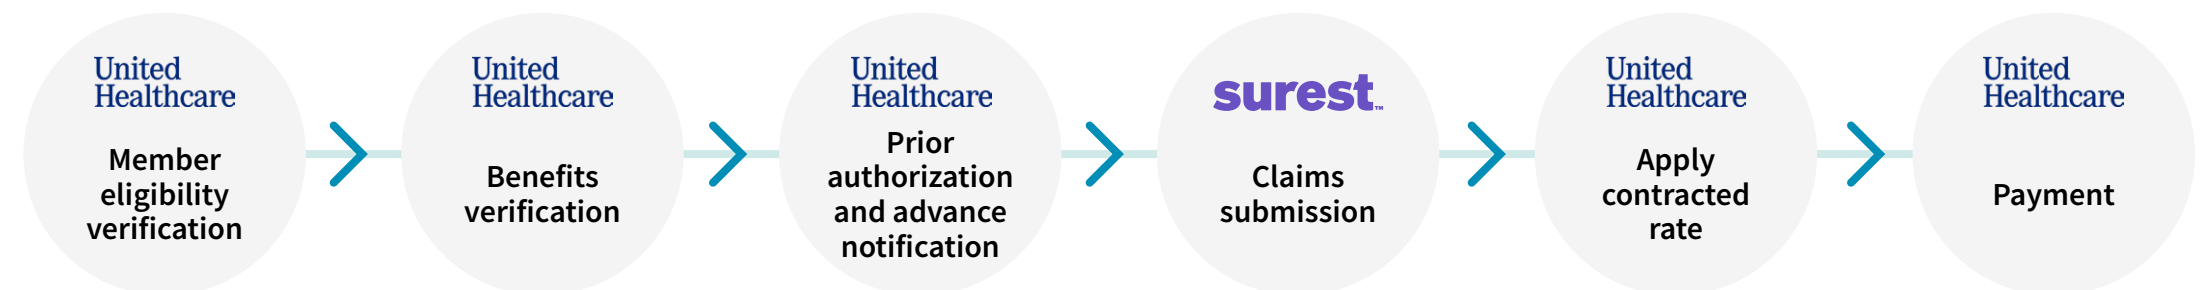 United
Healthcare
Member
eligibility
verification
United
Healthcare
Benefits
verification
United
Healthcare
Prior
authorization
and advance
notification
surest™
Claims
submission
United
Healthcare
Apply
contracted
rate
United
Healthcare
Payment